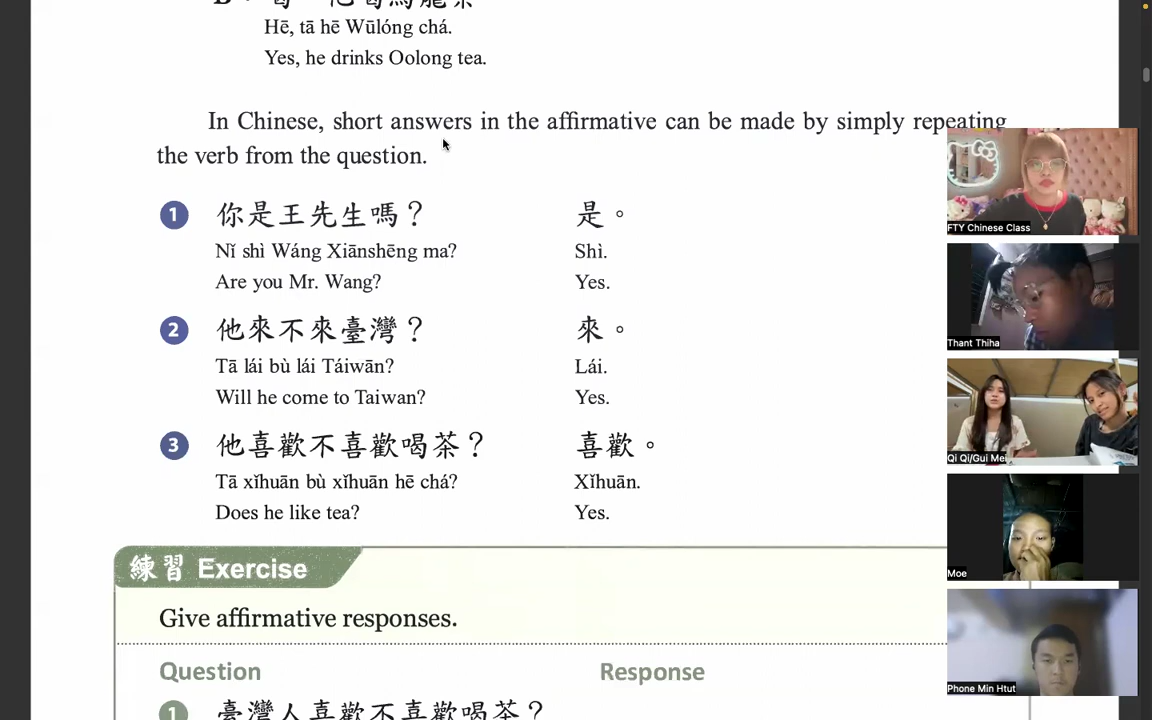 Hē, tā hē Wūlóng chá.
Yes, he drinks Oolong tea.
In Chinese, short answers in the affirmative can be made by simply repeating
the verb from the question.
1 你是王先生嗎？ 是。
Nǐ shì Wáng Xiānshēng ma? Shì.
Are you Mr. Wang? Yes.
2 他來不來臺灣？ 來。
Tā lái bù lái Táiwān? Lái.
Will he come to Taiwan? Yes.
3 他喜歡不喜歡喝茶？ 喜歡。
Tā xǐhuān bù xǐhuān hē chá? Xǐhuān.
Does he like tea? Yes.
練習 Exercise
Give affirmative responses.
Question Response
1 臺灣人喜歡不喜歡喝茶？
FTY Chinese Class
Thant Thiha
Qi Qi/Gui Mei
Moe
Phone Min Htut